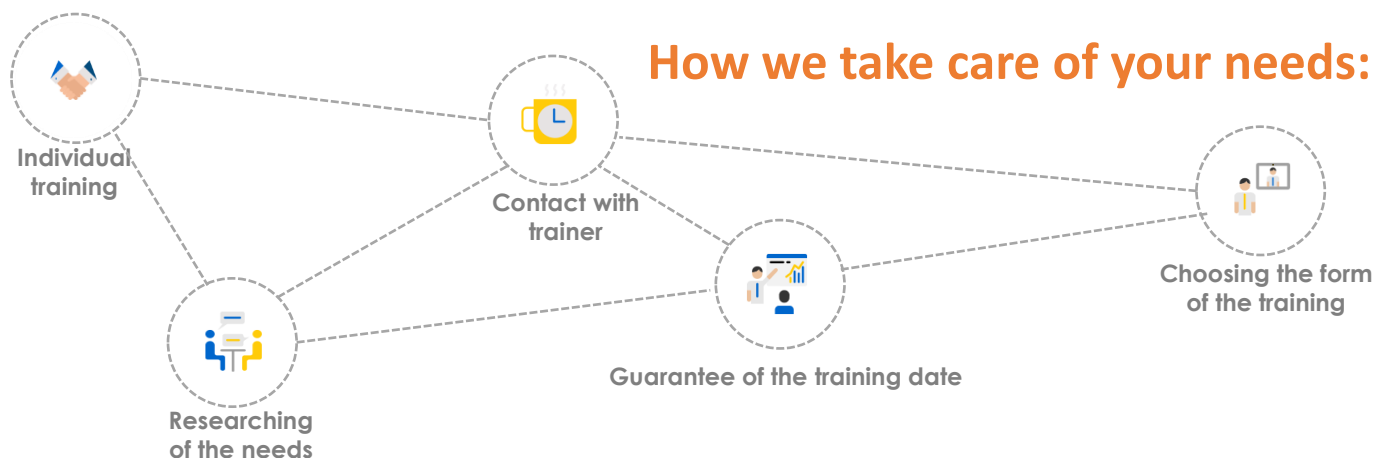 How we take care of your needs:
Individual
training
Contact with
trainer
Choosing the form
of the training
Guarantee of the training date
Researching
of the needs